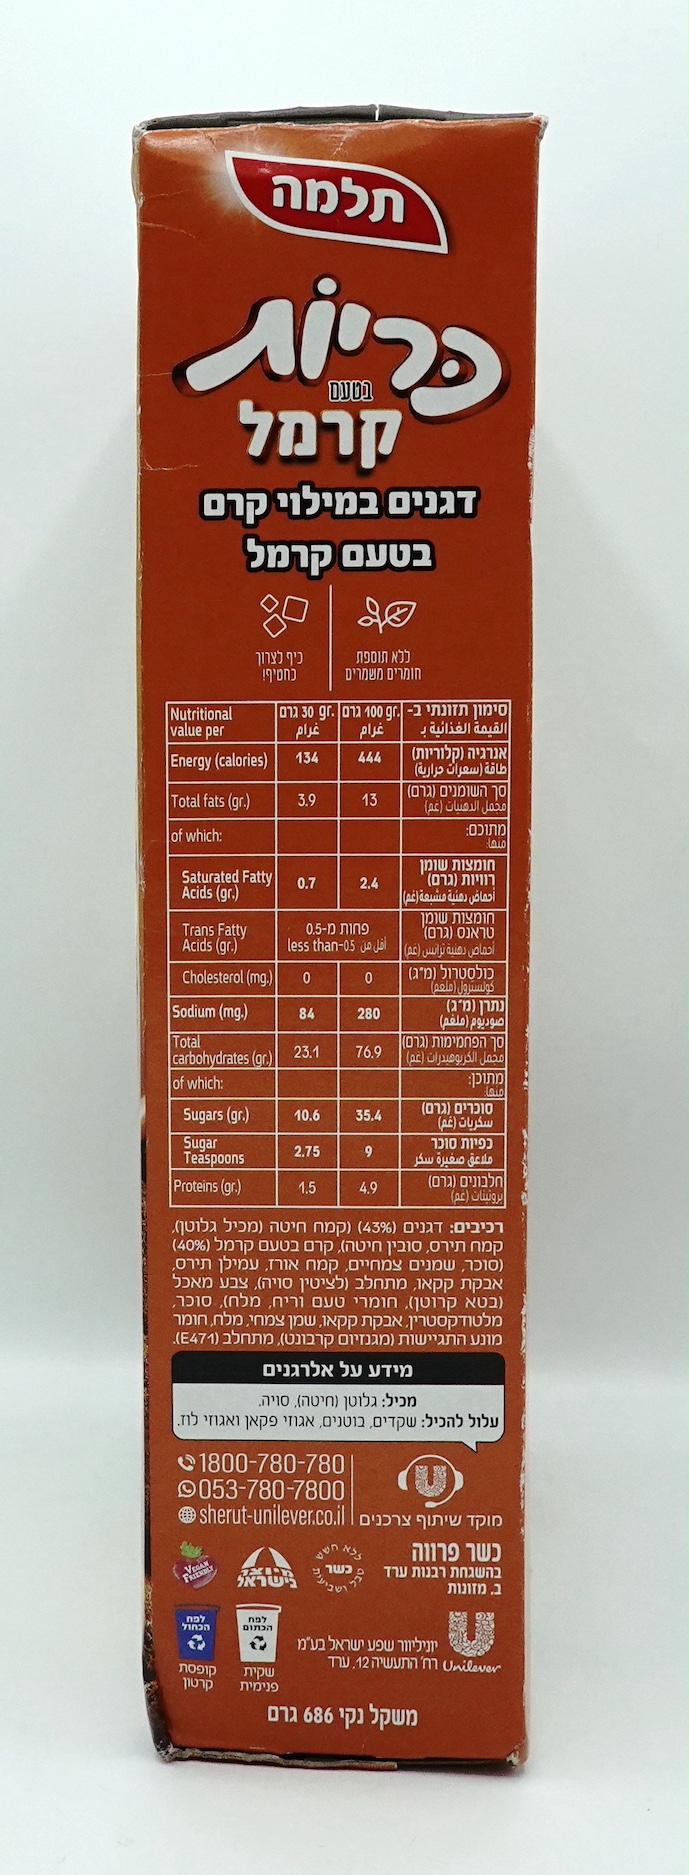 תלמה
כריות
בטעם
קרמל
דגנים במילוי קרם
בטעם קרמל
ללא תוספת
חומרים משמרים
כיף לצרוך
כחטיף!
Nutritional value per | 30 gr. גרם غرام | 100 gr. גרם غرام | סימון תזונתי ב- القيمة الغذائية بـ
Energy (calories) | 134 | 444 | אנרגיה (קלוריות) طاقة (سعرات حرارية)
Total fats (gr.) | 3.9 | 13 | סך השומנים (גרם) مجمل الدهنيات (غم)
of which: | מתוכם: منها:
Saturated Fatty Acids (gr.) | 0.7 | 2.4 | חומצות שומן רוויות (גרם) أحماض دهنية مشبعة (غم)
Trans Fatty Acids (gr.) | פחות מ-0.5 less than-0.5 أقل من | חומצות שומן טראנס (גרם) أحماض دهنية ترانس (غم)
Cholesterol (mg.) | 0 | 0 | כולסטרול (מ"ג) كولسترول (ملغم)
Sodium (mg.) | 84 | 280 | נתרן (מ"ג) صوديوم (ملغم)
Total carbohydrates (gr.) | 23.1 | 76.9 | סך הפחמימות (גרם) مجمل الكربوهيدرات (غم)
of which: | מתוכן: منها:
Sugars (gr.) | 10.6 | 35.4 | סוכרים (גרם) سكريات (غم)
Sugar Teaspoons | 2.75 | 9 | כפיות סוכר ملاعق صغيرة سكر
Proteins (gr.) | 1.5 | 4.9 | חלבונים (גרם) بروتينات (غم)
רכיבים: דגנים (43%) (קמח חיטה (מכיל גלוטן),
קמח תירס, סובין חיטה), קרם בטעם קרמל (40%)
(סוכר, שמנים צמחיים, קמח אורז, עמילן תירס,
אבקת קקאו, מתחלב (לציטין סויה), צבע מאכל
(בטא קרוטן), חומרי טעם וריח, מלח), סוכר,
מלטודקסטרין, אבקת קקאו, שמן צמחי, מלח, חומר
מונע התגיישות (מגנזיום קרבונט), מתחלב (E471).
מידע על אלרגנים
מכיל: גלוטן (חיטה), סויה.
עלול להכיל: שקדים, בוטנים, אגוזי פקאן ואגוזי לוז.
1800-780-780
053-780-7800
sherut-unilever.co.il
מוקד שיתוף צרכנים
כשר פרווה
בהשגחת רבנות ערד
ב. מזונות
ללא חשש
כשר
טבל ושביעית
מיוצר
בישראל
VEGAN
FRIENDLY
לפח
הכחול
קופסת
קרטון
לפח
הכתום
שקית
פנימית
Unilever
יוניליוור שפע ישראל בע"מ
רח' התעשיה 12, ערד
משקל נקי 686 גרם